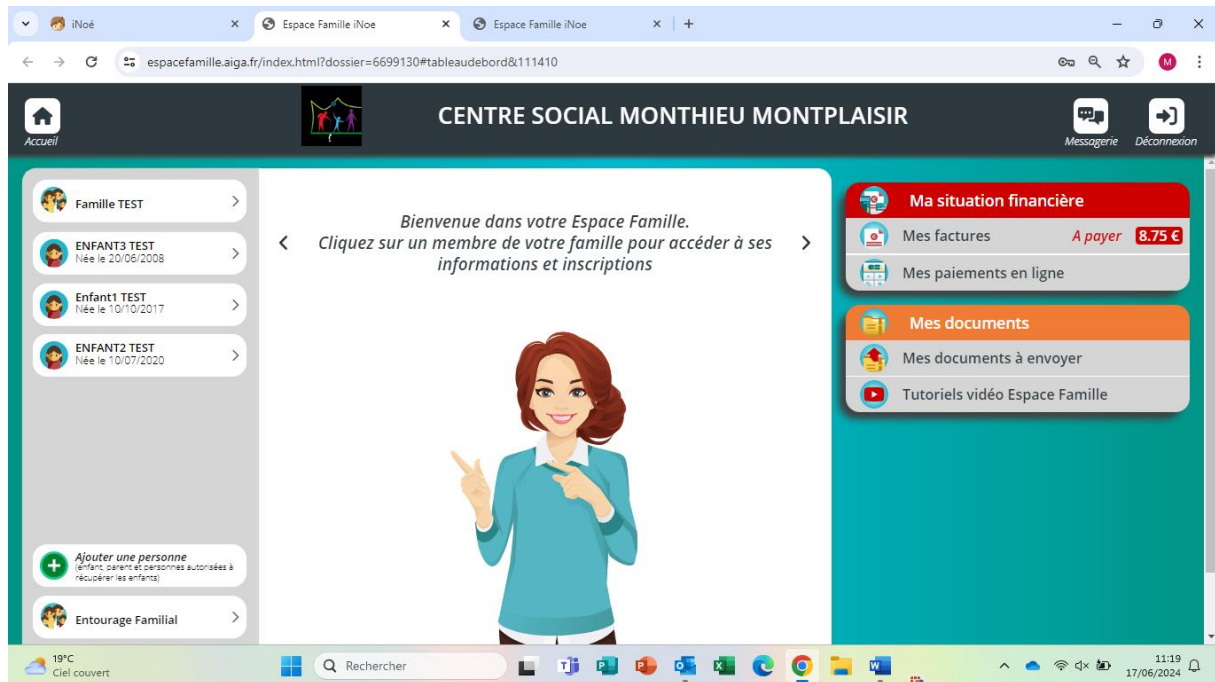 iNoé
Espace Famille iNoe
Espace Famille iNoe
espacefamille.aiga.fr/index.html?dossier=6699130#tableaudebord&111410
M
Accueil
CENTRE SOCIAL MONTHIEU MONTPLAISIR
Messagerie
Déconnexion
Famille TEST
ENFANT3 TEST
Née le 20/06/2008
Enfant1 TEST
Née le 10/10/2017
ENFANT2 TEST
Née le 10/07/2020
Ajouter une personne
(enfant, parent et personnes autorisées à
récupérer les enfants)
Entourage Familial
Bienvenue dans votre Espace Famille.
Cliquez sur un membre de votre famille pour accéder à ses
informations et inscriptions
Ma situation financière
Mes factures A payer 8.75 €
Mes paiements en ligne
Mes documents
Mes documents à envoyer
Tutoriels vidéo Espace Famille
19°C
Ciel couvert
Rechercher
11:19
17/06/2024